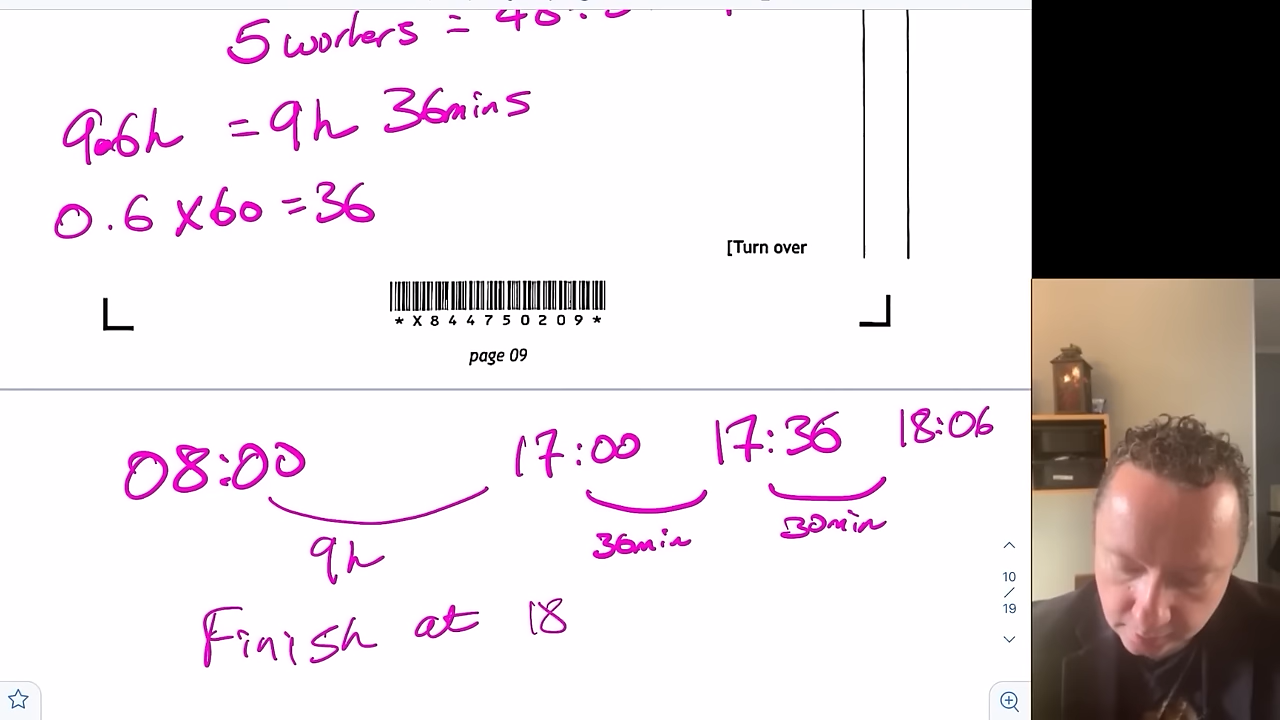 5 workers =
9.6h = 9h 36mins
0.6 x 60 = 36
[Turn over
*X844750209*
page 09
08:00 17:00 17:36 18:06
9h 36min 30min
10
/
19
Finish at 18